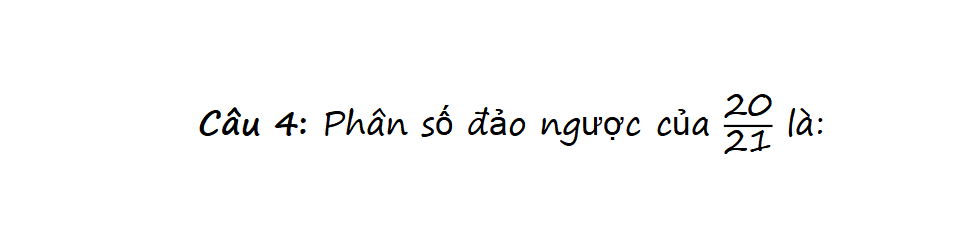 Câu 4: Phân số đảo ngược của 20/21 là: